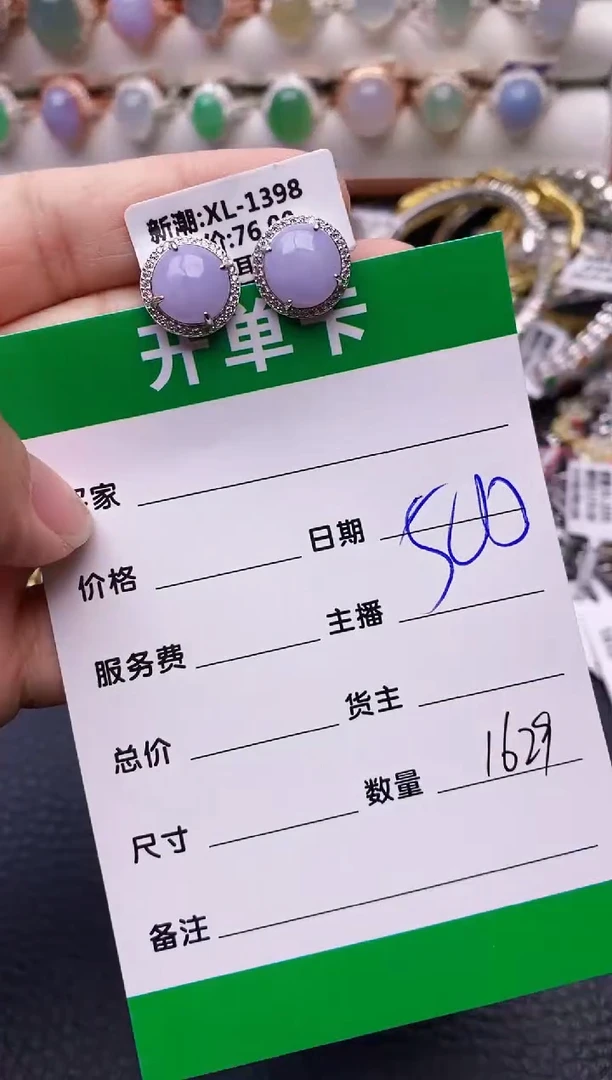 新潮:XL-1398
价:76.00
耳
开单卡
家
日期 500
价格
主播
服务费
货主
总价
数量 1629
尺寸
备注